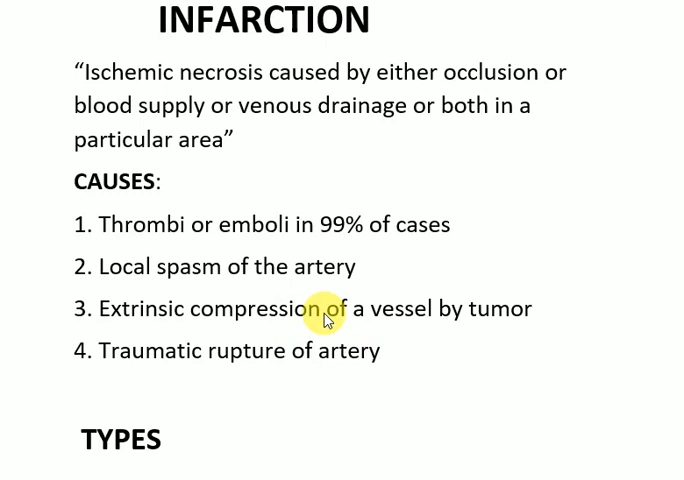 INFARCTION
“Ischemic necrosis caused by either occlusion or
blood supply or venous drainage or both in a
particular area”
CAUSES:
1. Thrombi or emboli in 99% of cases
2. Local spasm of the artery
3. Extrinsic compression of a vessel by tumor
4. Traumatic rupture of artery
TYPES